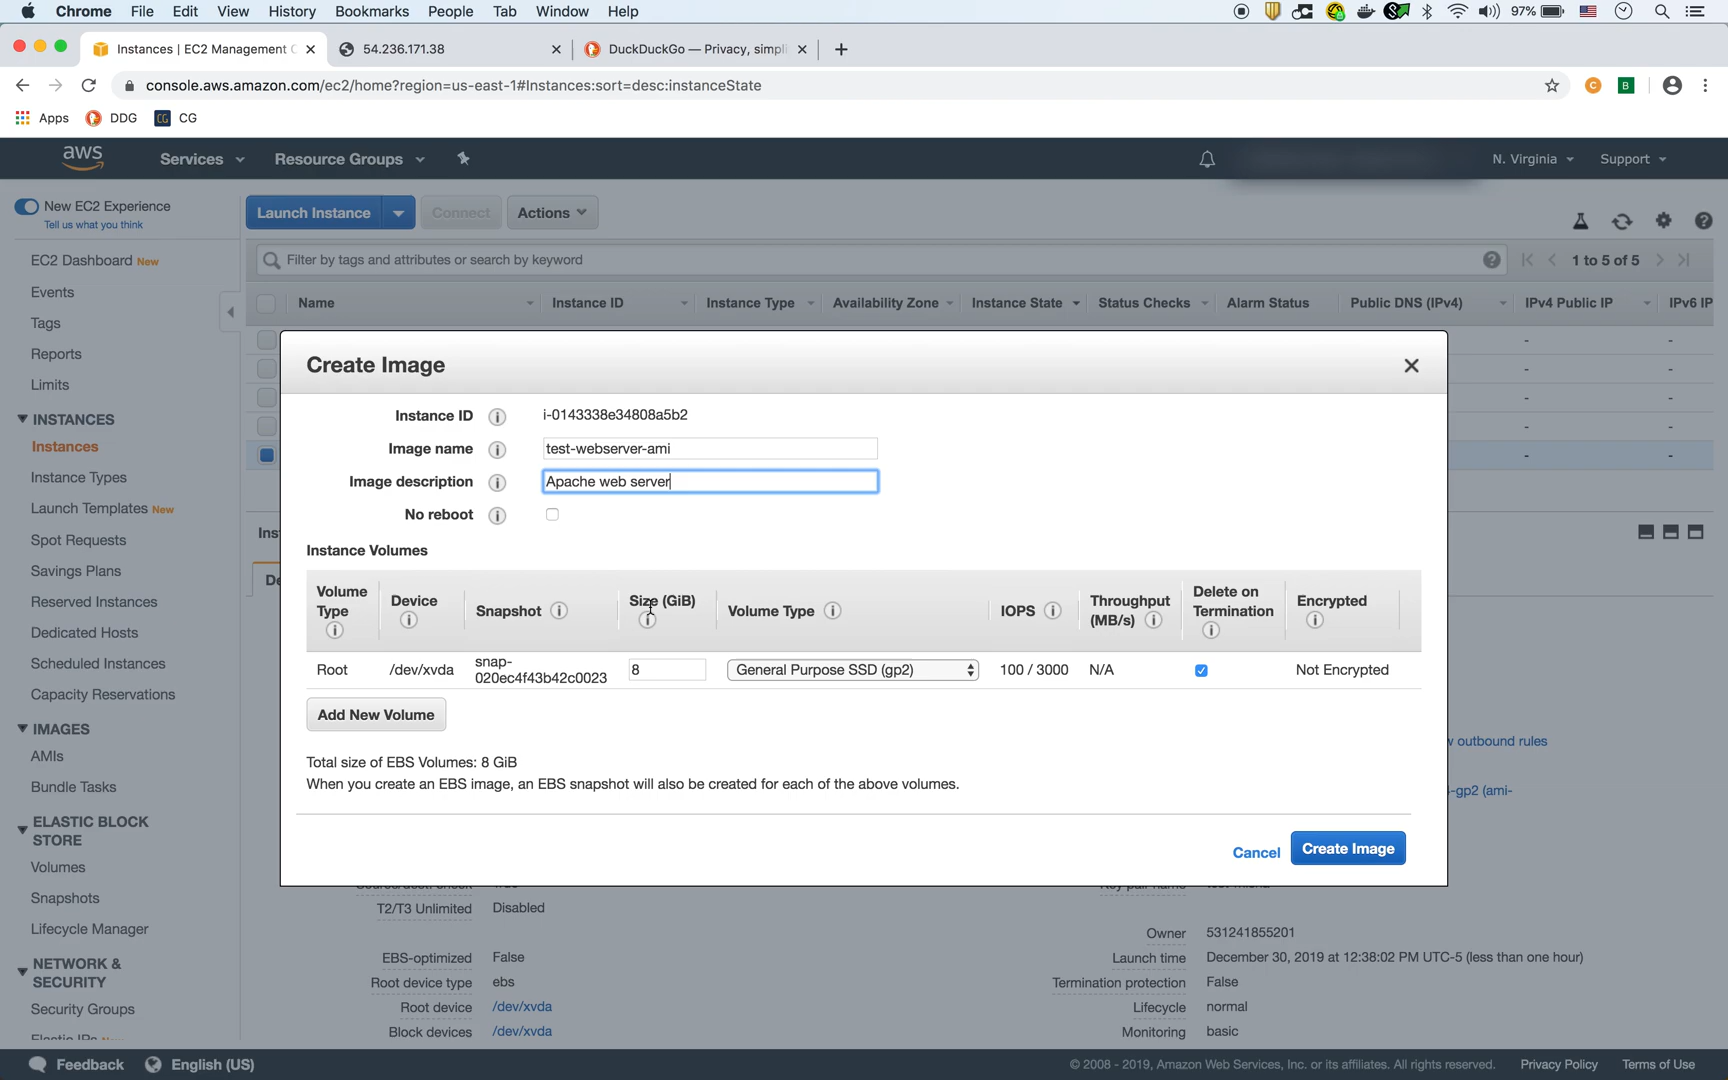 Chrome File Edit View History Bookmarks People Tab Window Help 97%
Instances | EC2 Management C 54.236.171.38 DuckDuckGo — Privacy, simpli
console.aws.amazon.com/ec2/home?region=us-east-1#Instances:sort=desc:instanceState
Apps DDG CG CG
aws Services Resource Groups N. Virginia Support
New EC2 Experience
Tell us what you think
EC2 Dashboard New
Events
Tags
Reports
Limits
INSTANCES
Instances
Instance Types
Launch Templates New
Spot Requests
Savings Plans
Reserved Instances
Dedicated Hosts
Scheduled Instances
Capacity Reservations
IMAGES
AMIs
Bundle Tasks
ELASTIC BLOCK
STORE
Volumes
Snapshots
Lifecycle Manager
NETWORK &
SECURITY
Security Groups
Launch Instance Connect Actions
Filter by tags and attributes or search by keyword 1 to 5 of 5
Name Instance ID Instance Type Availability Zone Instance State Status Checks Alarm Status Public DNS (IPv4) IPv4 Public IP IPv6 IP
- -
- -
- -
- -
- -
Create Image
Instance ID i-0143338e34808a5b2
Image name test-webserver-ami
Image description Apache web server
No reboot
Instance Volumes
Volume Type Device Snapshot Size (GiB) Volume Type IOPS Throughput (MB/s) Delete on Termination Encrypted
Root /dev/xvda snap-020ec4f43b42c0023 8 General Purpose SSD (gp2) 100 / 3000 N/A Not Encrypted
Add New Volume
Total size of EBS Volumes: 8 GiB
When you create an EBS image, an EBS snapshot will also be created for each of the above volumes.
Cancel Create Image
outbound rules
-gp2 (ami-
T2/T3 Unlimited Disabled
Owner 531241855201
EBS-optimized False Launch time December 30, 2019 at 12:38:02 PM UTC-5 (less than one hour)
Root device type ebs Termination protection False
Root device /dev/xvda Lifecycle normal
Block devices /dev/xvda Monitoring basic
Feedback English (US) © 2008 - 2019, Amazon Web Services, Inc. or its affiliates. All rights reserved. Privacy Policy Terms of Use